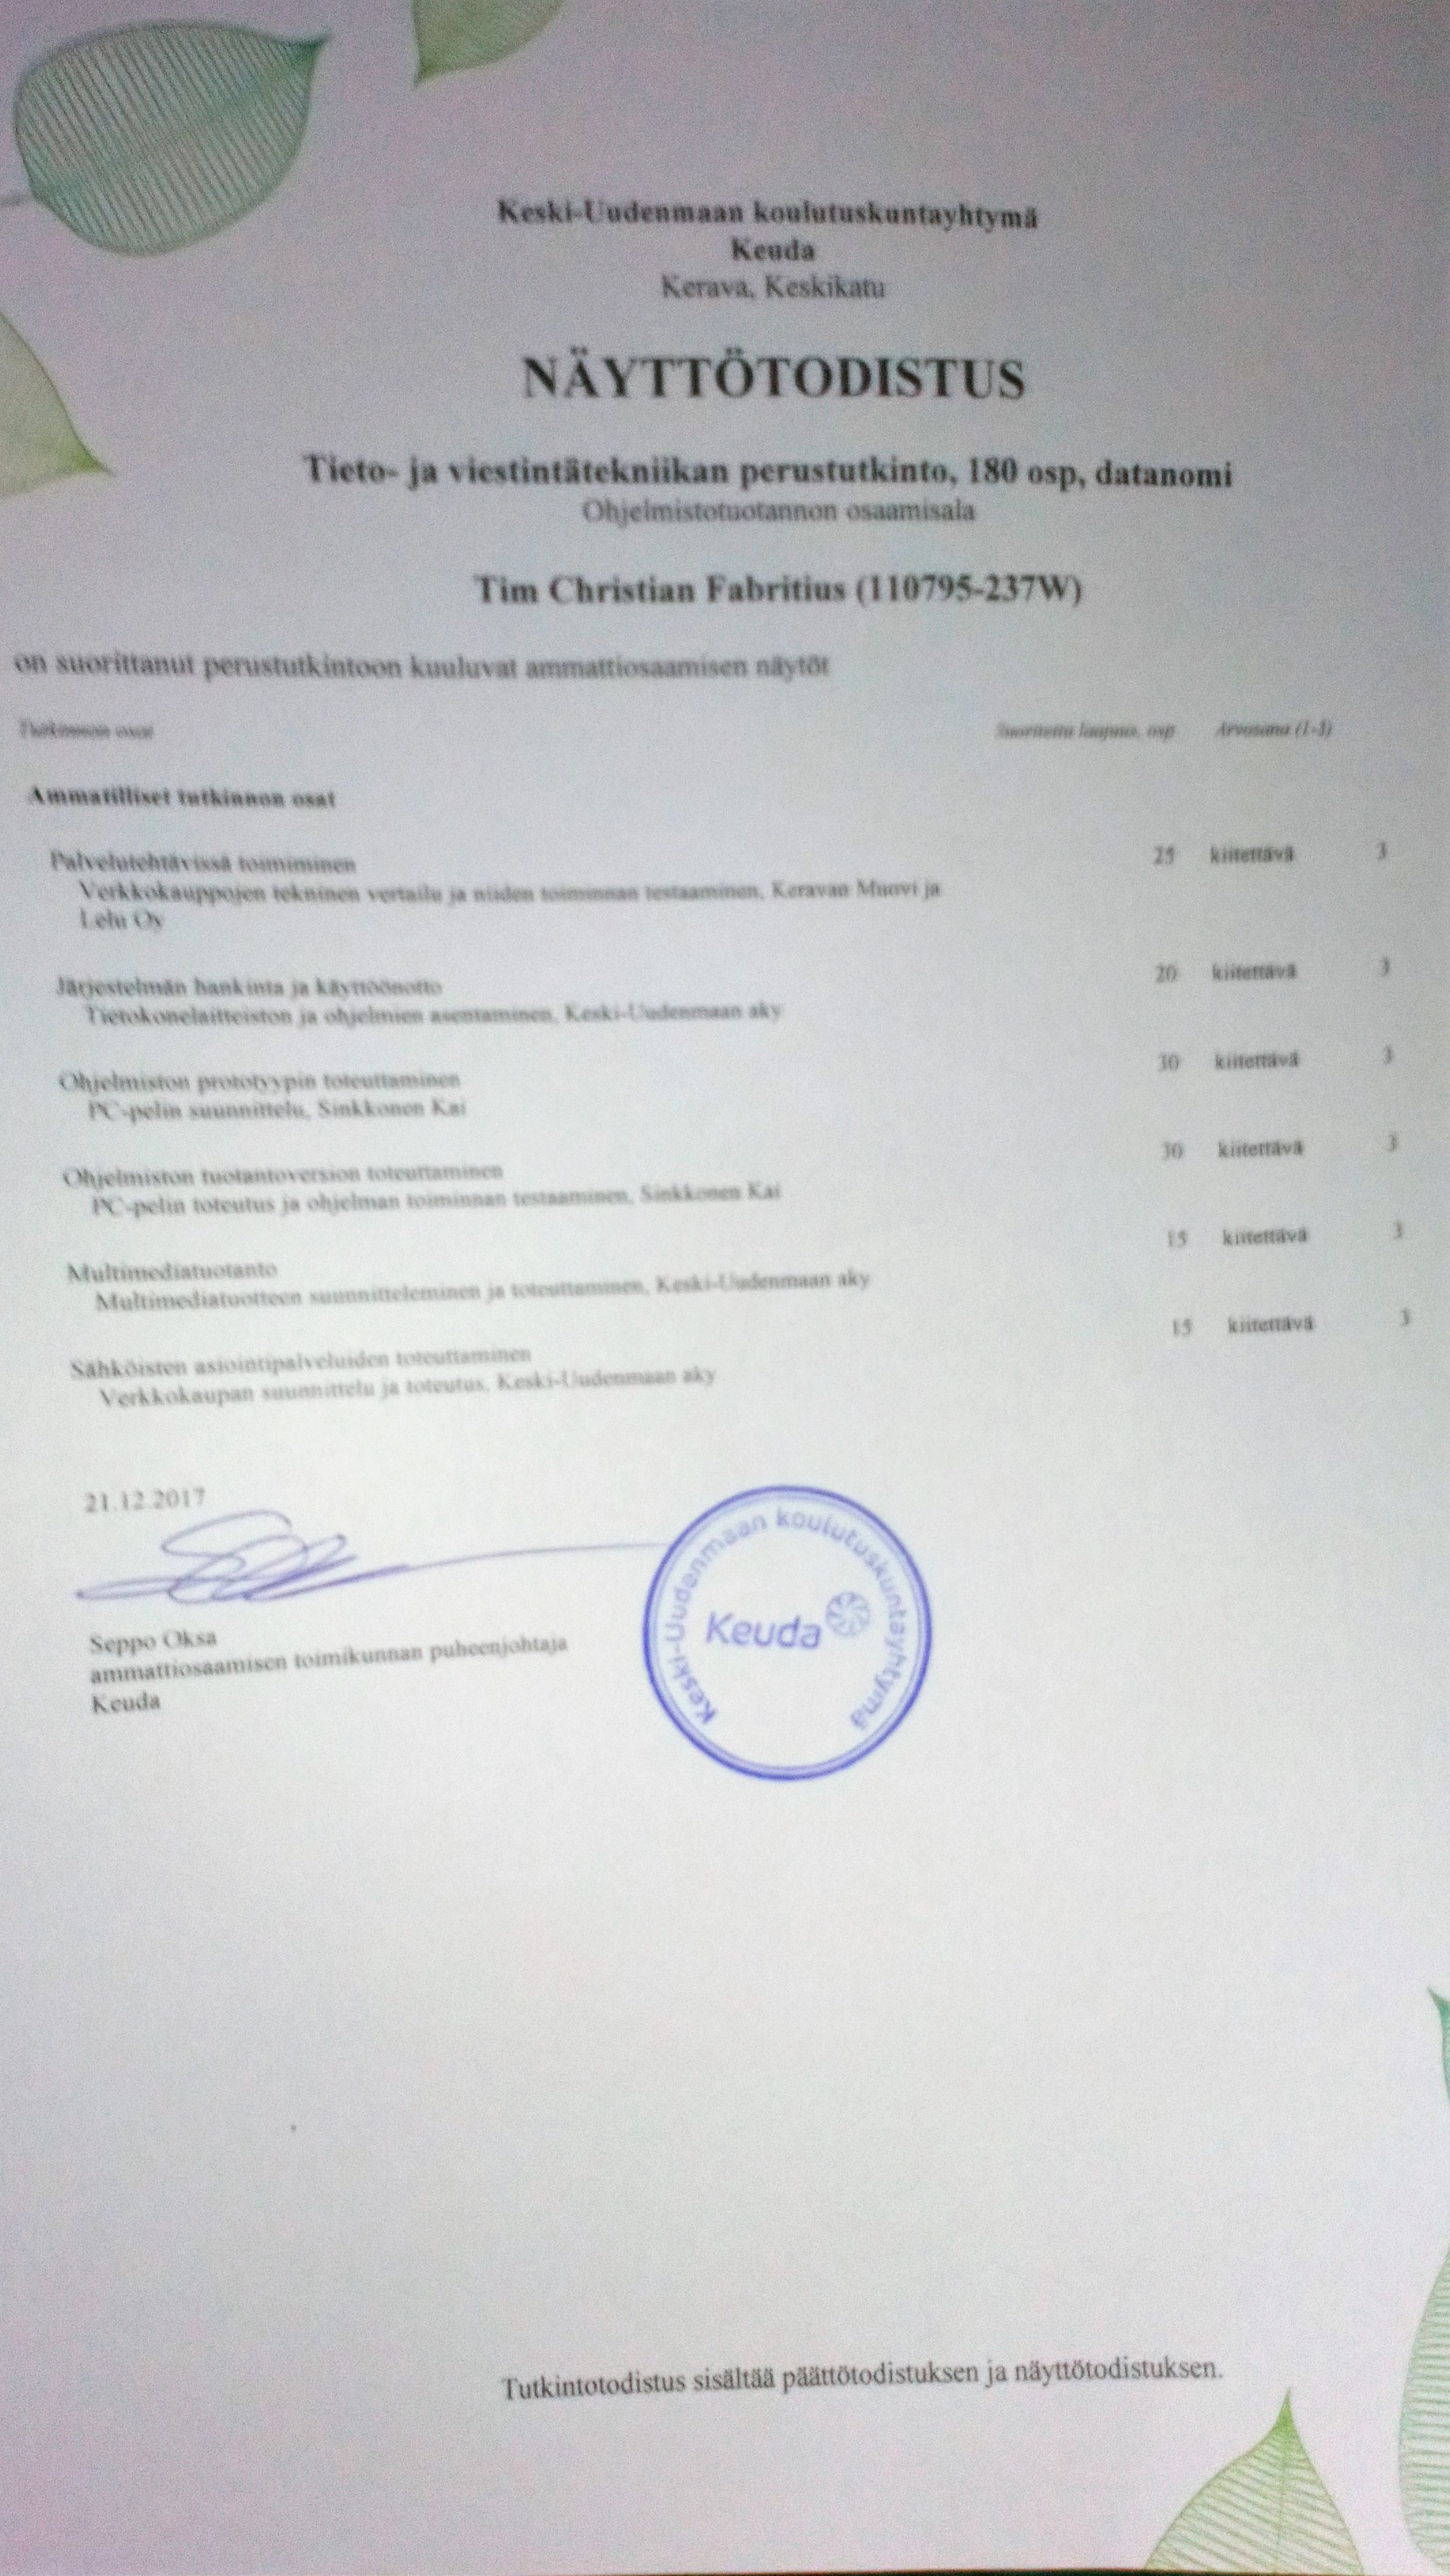 Keski-Uudenmaan koulutuskuntayhtymä
Keuda
Kerava, Keskikatu
NÄYTTÖTODISTUS
Tieto- ja viestintätekniikan perustutkinto, 180 osp, datanomi
Ohjelmistotuotannon osaamisala
Tim Christian Fabritius (110795-237W)
on suorittanut perustutkintoon kuuluvat ammattiosaamisen näytöt
Tutkinnon osat Suoritettu laajuus, osp Arvosana (1-3)
Ammatilliset tutkinnon osat
Palvelutehtävissä toimiminen 25 kiitettävä 3
Verkkokauppojen tekninen vertailu ja niiden toiminnan testaaminen, Keravan Muovi ja
Lelu Oy
Järjestelmän hankinta ja käyttöönotto 20 kiitettävä 3
Tietokonelaitteiston ja ohjelmien asentaminen, Keski-Uudenmaan aky
Ohjelmiston prototyypin toteuttaminen 30 kiitettävä 3
PC-pelin suunnittelu, Sinkkonen Kai
Ohjelmiston tuotantoversion toteuttaminen 30 kiitettävä 3
PC-pelin toteutus ja ohjelman toiminnan testaaminen, Sinkkonen Kai
Multimediatuotanto 15 kiitettävä 3
Multimediatuotteen suunnitteleminen ja toteuttaminen, Keski-Uudenmaan aky
Sähköisten asiointipalveluiden toteuttaminen 15 kiitettävä 3
Verkkokaupan suunnittelu ja toteutus, Keski-Uudenmaan aky
21.12.2017
Seppo Oksa
ammattiosaamisen toimikunnan puheenjohtaja
Keuda
Keski-Uudenmaan koulutuskuntayhtymä
Keuda
Tutkintotodistus sisältää päättötodistuksen ja näyttötodistuksen.